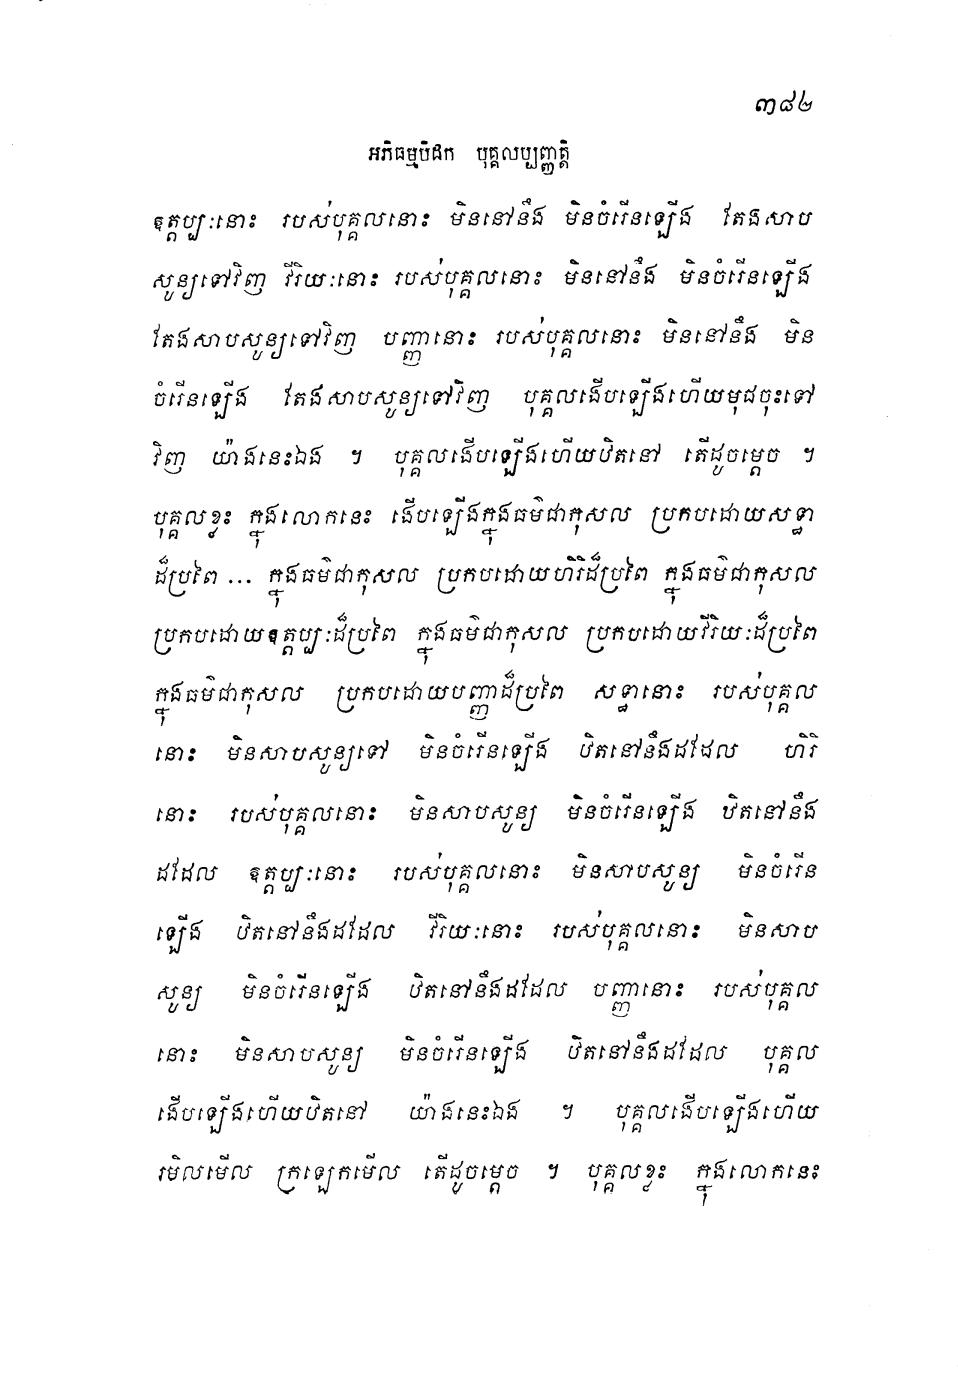 ៣៨២
អភិធម្មបិដក បុគ្គលប្បញ្ញត្តិ
ឧត្តប្បៈនោះ របស់បុគ្គលនោះ មិននៅនឹង មិនចំរើនឡើង តែងសាប
សូន្យទៅវិញ វីរិយៈនោះ របស់បុគ្គលនោះ មិននៅនឹង មិនចំរើនឡើង
តែងសាបសូន្យទៅវិញ បញ្ញានោះ របស់បុគ្គលនោះ មិននៅនឹង មិន
ចំរើនឡើង តែងសាបសូន្យទៅវិញ បុគ្គលងើបឡើងហើយមុជចុះទៅ
វិញ យ៉ាងនេះឯង ។ បុគ្គលងើបឡើងហើយឋិតនៅ តើដូចម្តេច ។
បុគ្គលខ្លះ ក្នុងលោកនេះ ងើបឡើងក្នុងធម៌ជាកុសល ប្រកបដោយសទ្ធា
ដ៏ប្រពៃ ... ក្នុងធម៌ជាកុសល ប្រកបដោយហិរិដ៏ប្រពៃ ក្នុងធម៌ជាកុសល
ប្រកបដោយឧត្តប្បៈដ៏ប្រពៃ ក្នុងធម៌ជាកុសល ប្រកបដោយវីរិយៈដ៏ប្រពៃ
ក្នុងធម៌ជាកុសល ប្រកបដោយបញ្ញាដ៏ប្រពៃ សទ្ធានោះ របស់បុគ្គល
នោះ មិនសាបសូន្យទៅ មិនចំរើនឡើង ឋិតនៅនឹងដដែល ហិរិ
នោះ របស់បុគ្គលនោះ មិនសាបសូន្យ មិនចំរើនឡើង ឋិតនៅនឹង
ដដែល ឧត្តប្បៈនោះ របស់បុគ្គលនោះ មិនសាបសូន្យ មិនចំរើន
ឡើង ឋិតនៅនឹងដដែល វីរិយៈនោះ របស់បុគ្គលនោះ មិនសាប
សូន្យ មិនចំរើនឡើង ឋិតនៅនឹងដដែល បញ្ញានោះ របស់បុគ្គល
នោះ មិនសាបសូន្យ មិនចំរើនឡើង ឋិតនៅនឹងដដែល បុគ្គល
ងើបឡើងហើយឋិតនៅ យ៉ាងនេះឯង ។ បុគ្គលងើបឡើងហើយ
រមិលមើល ក្រឡេកមើល តើដូចម្តេច ។ បុគ្គលខ្លះ ក្នុងលោកនេះ